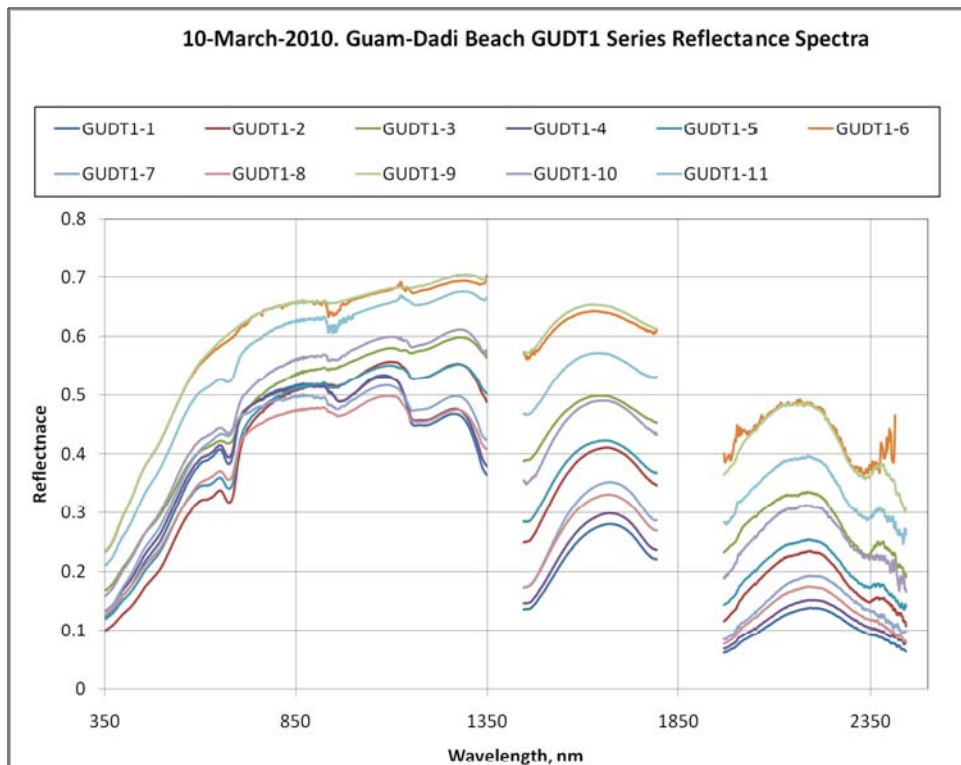 10-March-2010. Guam-Dadi Beach GUDT1 Series Reflectance Spectra
GUDT1-1 GUDT1-2 GUDT1-3 GUDT1-4 GUDT1-5 GUDT1-6
GUDT1-7 GUDT1-8 GUDT1-9 GUDT1-10 GUDT1-11
0.8
0.7
0.6
0.5
0.4
0.3
0.2
0.1
0
Reflectnace
350 850 1350 1850 2350
Wavelength, nm